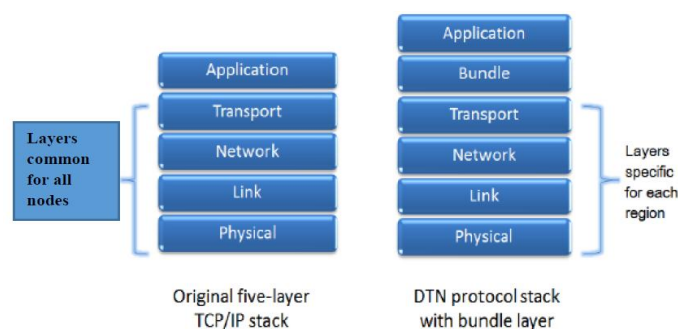 Application
Transport
Network
Link
Physical
Layers
common
for all
nodes
Original five-layer
TCP/IP stack
Application
Bundle
Transport
Network
Link
Physical
Layers
specific
for each
region
DTN protocol stack
with bundle layer